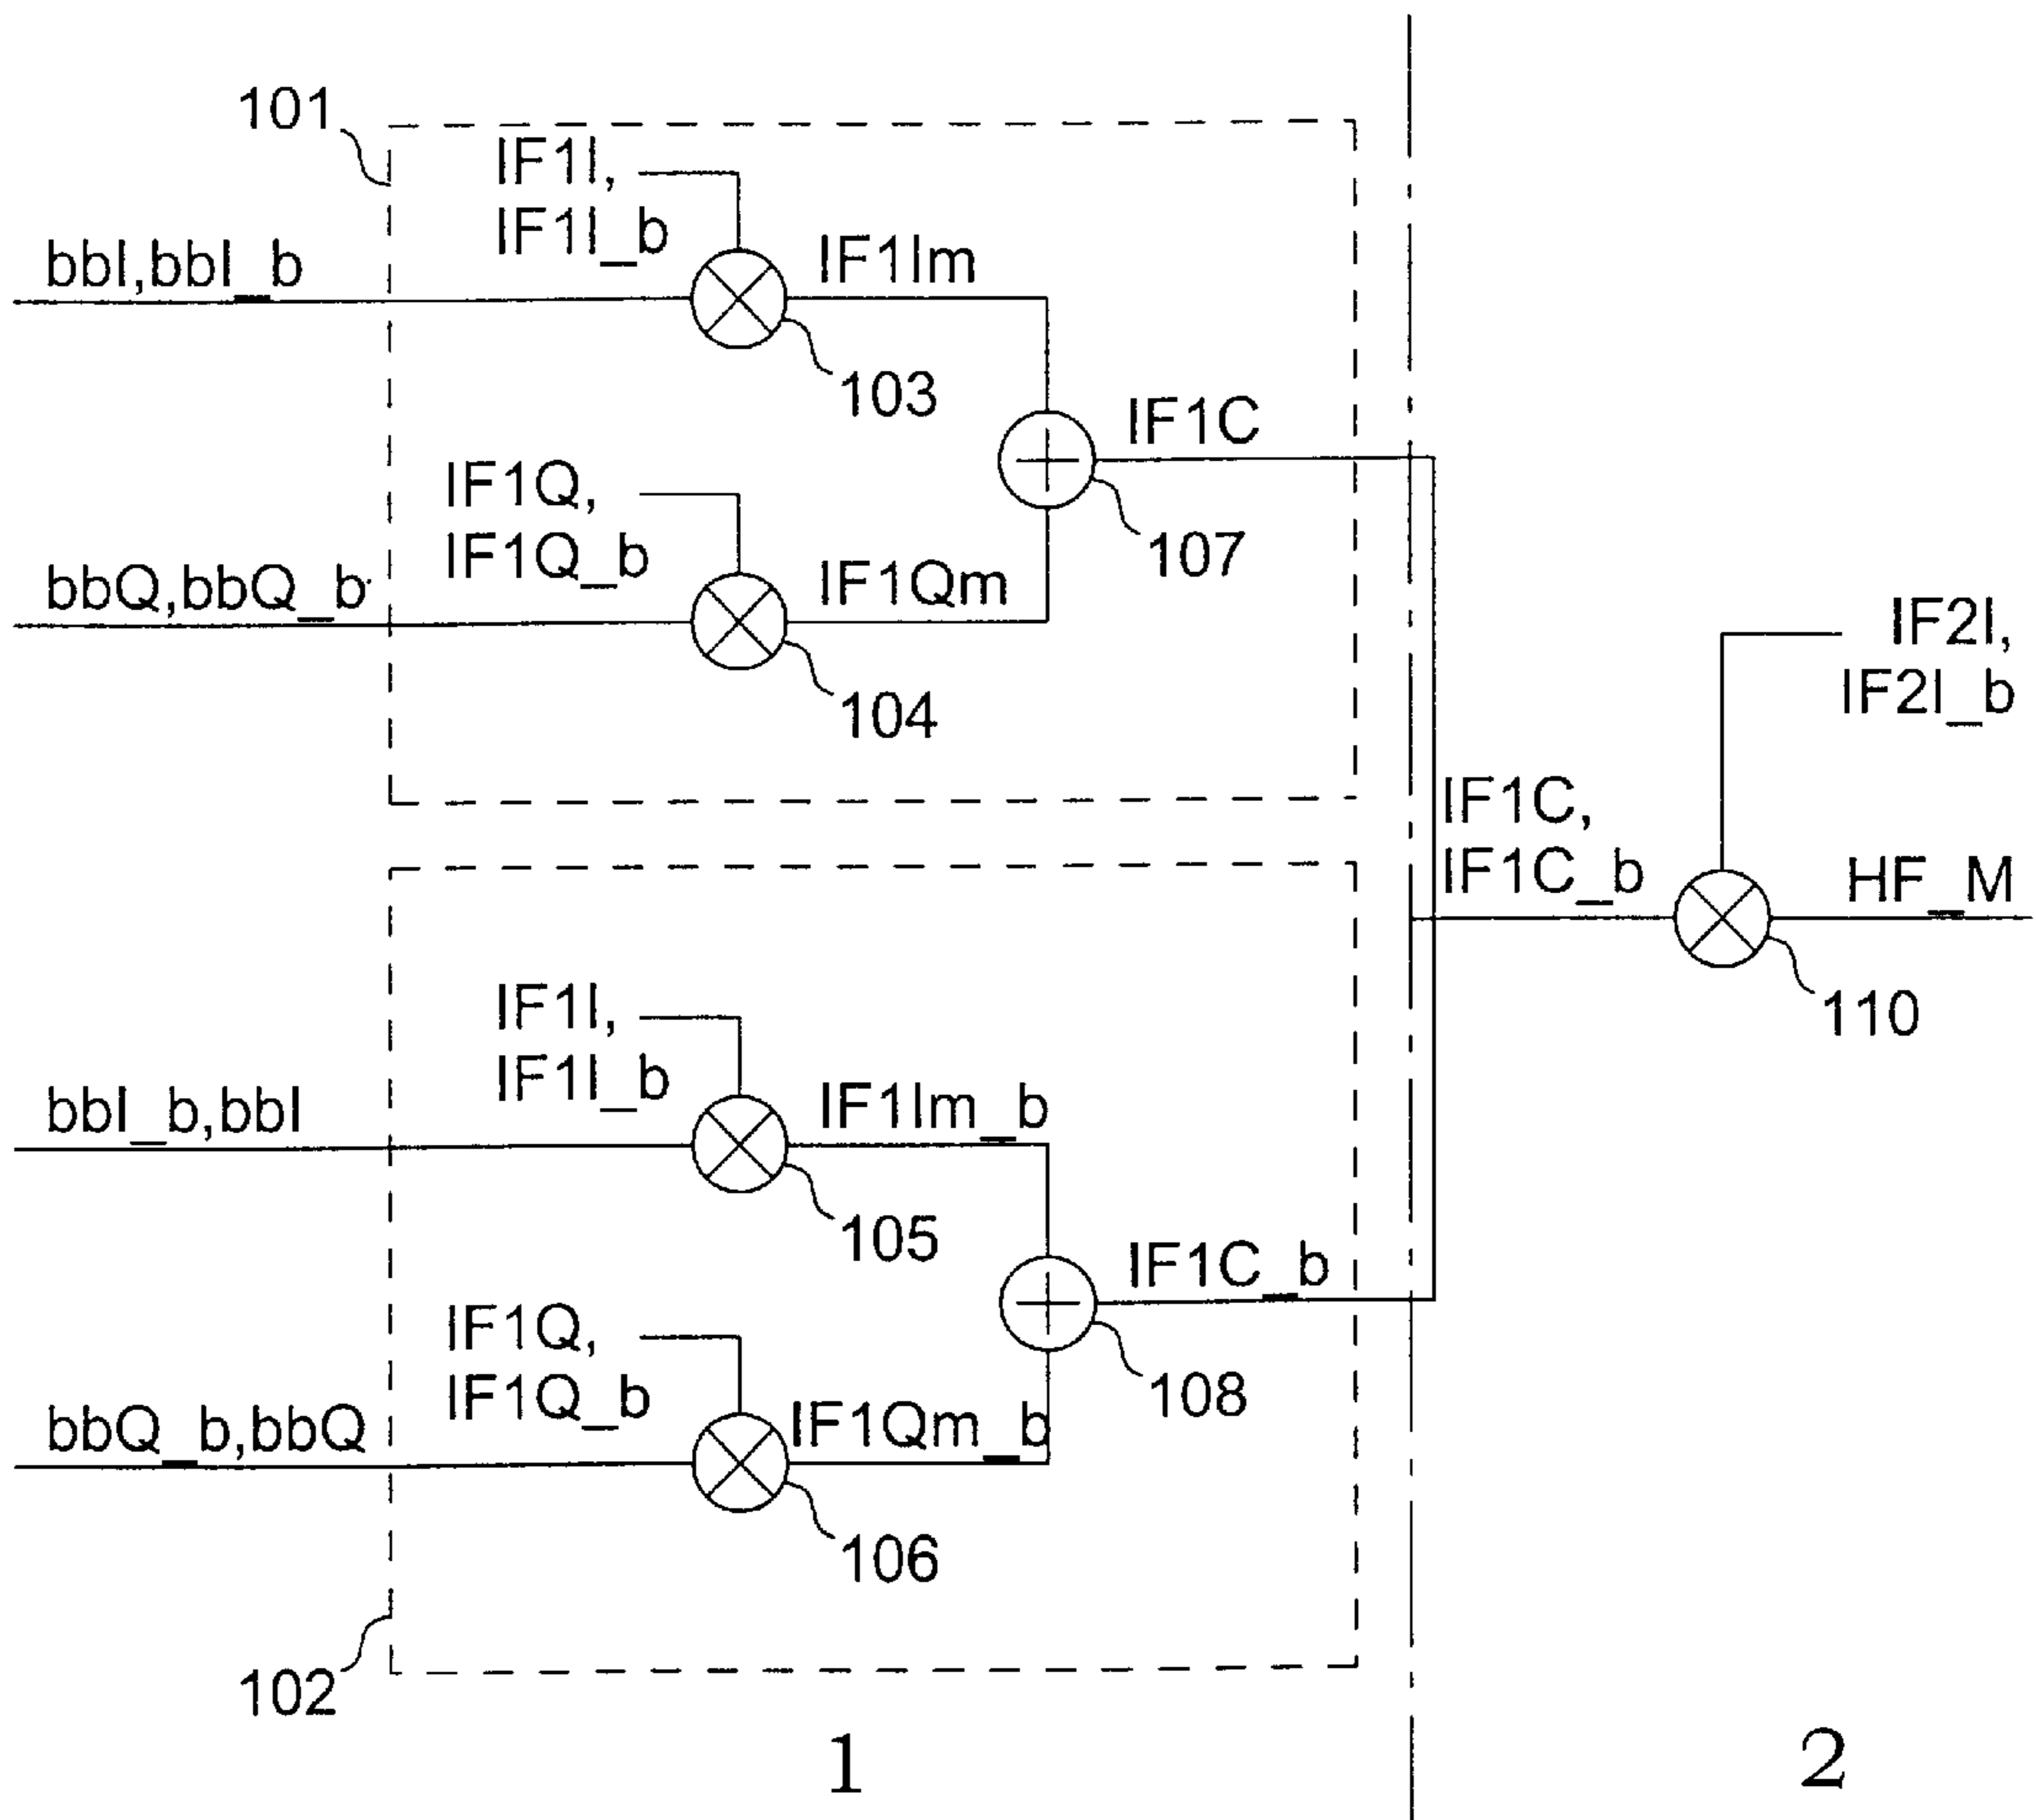 101
IF1I,
IF1I_b
bbI,bbI_b
IF1Im
103
IF1C
IF1Q,
IF1Q_b
107
bbQ,bbQ_b
IF1Qm
104
IF2I,
IF2I_b
IF1C,
IF1C_b
HF_M
110
IF1I,
IF1I_b
bbI_b,bbI
IF1Im_b
105
IF1C_b
IF1Q,
IF1Q_b
108
bbQ_b,bbQ
IF1Qm_b
106
102
1
2